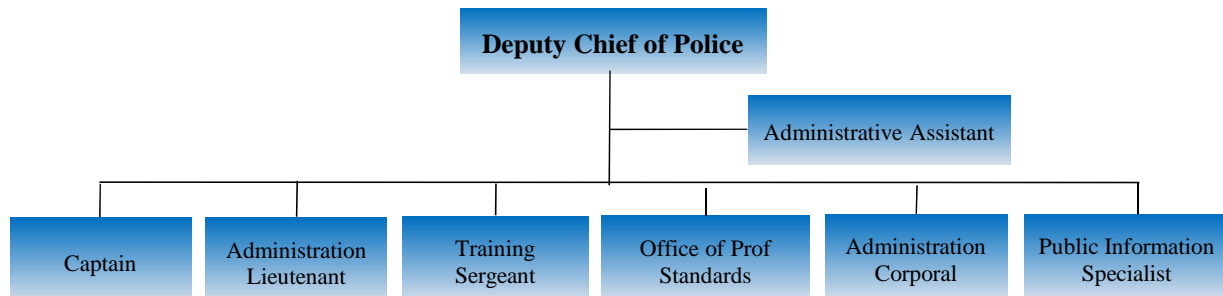 Deputy Chief of Police
Administrative Assistant
Captain
Administration
Lieutenant
Training
Sergeant
Office of Prof
Standards
Administration
Corporal
Public Information
Specialist